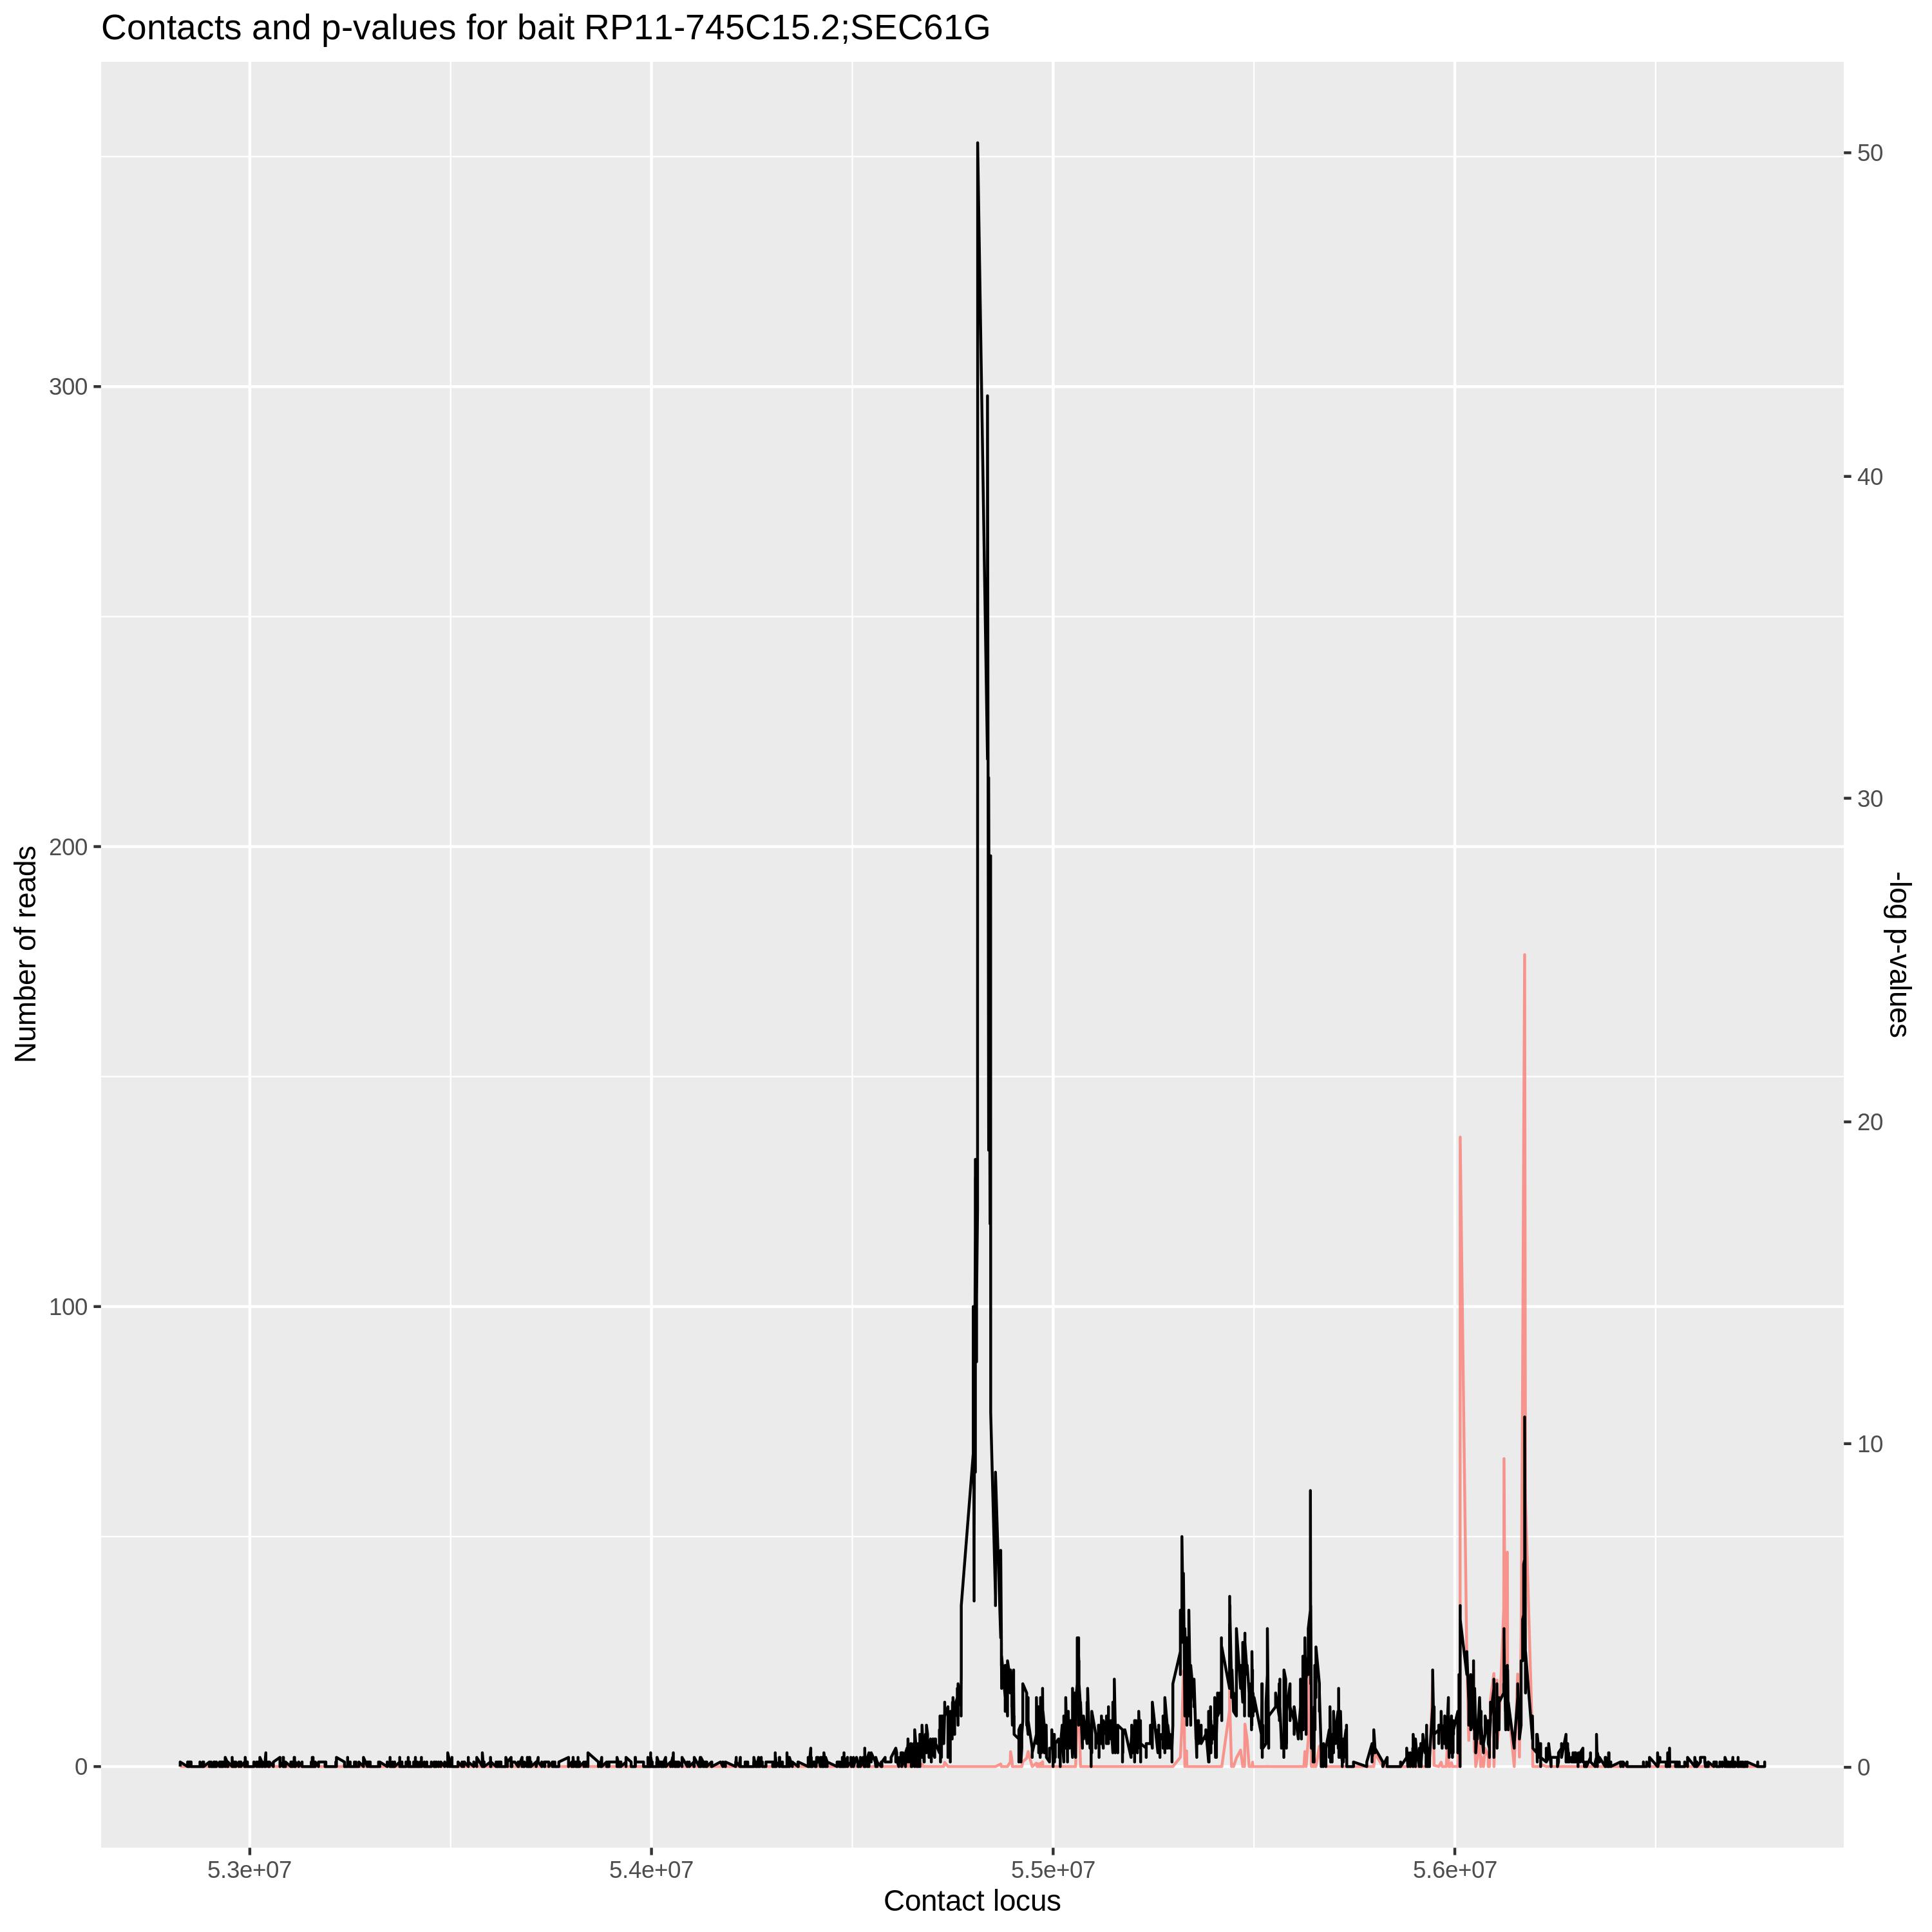 Contacts and p-values for bait RP11-745C15.2;SEC61G
Number of reads
300
200
100
0
50
40
30
20
10
0
-log p-values
5.3e+07
5.4e+07
5.5e+07
5.6e+07
Contact locus